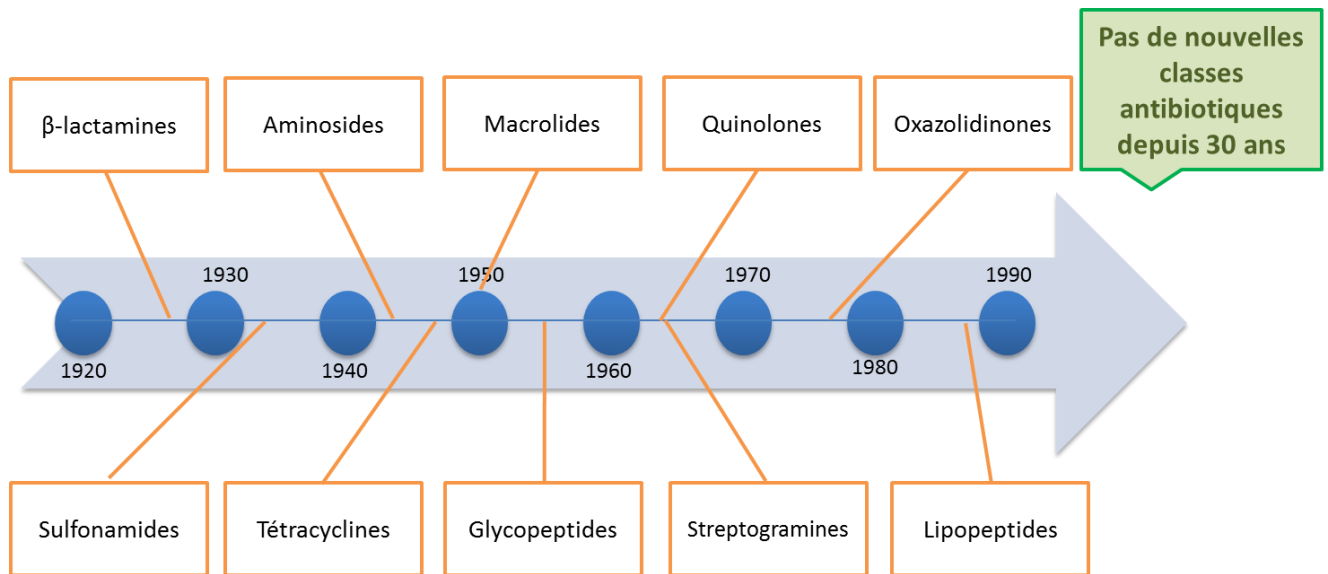 Pas de nouvelles
classes
antibiotiques
depuis 30 ans
β-lactamines
Aminosides
Macrolides
Quinolones
Oxazolidinones
1930
1950
1970
1990
1920
1940
1960
1980
Sulfonamides
Tétracyclines
Glycopeptides
Streptogramines
Lipopeptides